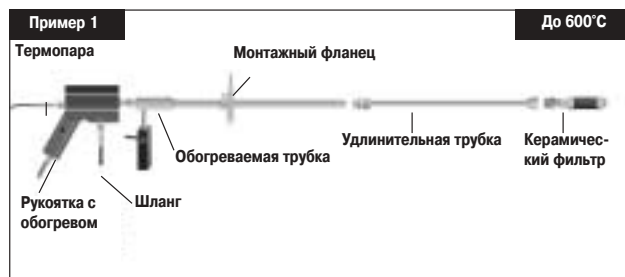 Пример 1
До 600˚С
Термопара
Монтажный фланец
Обогреваемая трубка
Удлинительная трубка
Керамичес-
кий фильтр
Рукоятка с
обогревом
Шланг